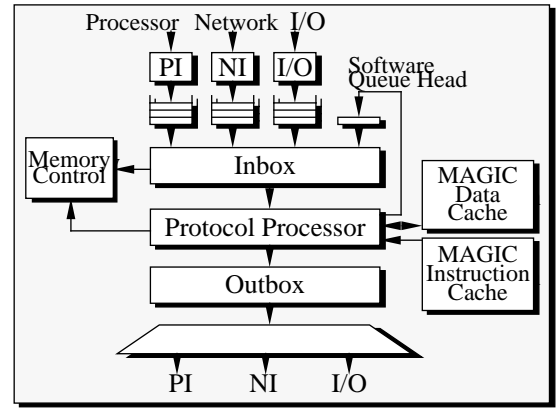 Processor Network I/O
PI NI I/O
Software
Queue Head
Memory
Control
Inbox
MAGIC
Data
Cache
Protocol Processor
MAGIC
Instruction
Cache
Outbox
PI NI I/O